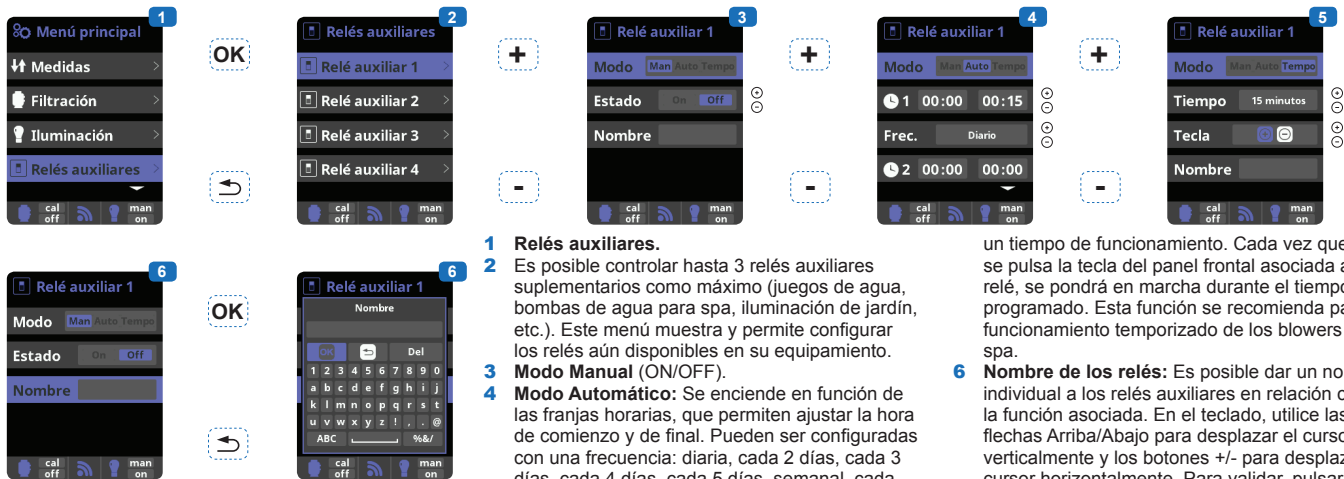 1
Menú principal
Medidas
Filtración
Iluminación
Relés auxiliares
cal off
man on
OK
2
Relés auxiliares
Relé auxiliar 1
Relé auxiliar 2
Relé auxiliar 3
Relé auxiliar 4
cal off
man on
+
-
3
Relé auxiliar 1
Modo Man Auto Tempo
Estado On Off
Nombre
cal off
man on
+
-
4
Relé auxiliar 1
Modo Man Auto Tempo
1 00:00 00:15
Frec. Diario
2 00:00 00:00
cal off
man on
+
-
5
Relé auxiliar 1
Modo Man Auto Tempo
Tiempo 15 minutos
Tecla
Nombre
cal off
man on
6
Relé auxiliar 1
Modo Man Auto Tempo
Estado On Off
Nombre
cal off
man on
OK
6
Nombre
OK Del
1 2 3 4 5 6 7 8 9 0
a b c d e f g h i j
k l m n o p q r s t
u v w x y z ! , . @
ABC %&/
cal off
man on
1 Relés auxiliares.
2 Es posible controlar hasta 3 relés auxiliares
suplementarios como máximo (juegos de agua,
bombas de agua para spa, iluminación de jardín,
etc.). Este menú muestra y permite configurar
los relés aún disponibles en su equipamiento.
3 Modo Manual (ON/OFF).
4 Modo Automático: Se enciende en función de
las franjas horarias, que permiten ajustar la hora
de comienzo y de final. Pueden ser configuradas
con una frecuencia: diaria, cada 2 días, cada 3
días, cada 4 días, cada 5 días, semanal, cada
un tiempo de funcionamiento. Cada vez que
se pulsa la tecla del panel frontal asociada a
relé, se pondrá en marcha durante el tiempo
programado. Esta función se recomienda pa
funcionamiento temporizado de los blowers
spa.
6 Nombre de los relés: Es posible dar un no
individual a los relés auxiliares en relación c
la función asociada. En el teclado, utilice las
flechas Arriba/Abajo para desplazar el curso
verticalmente y los botones +/- para desplaz
cursor horizontalmente. Para validar, pulsar